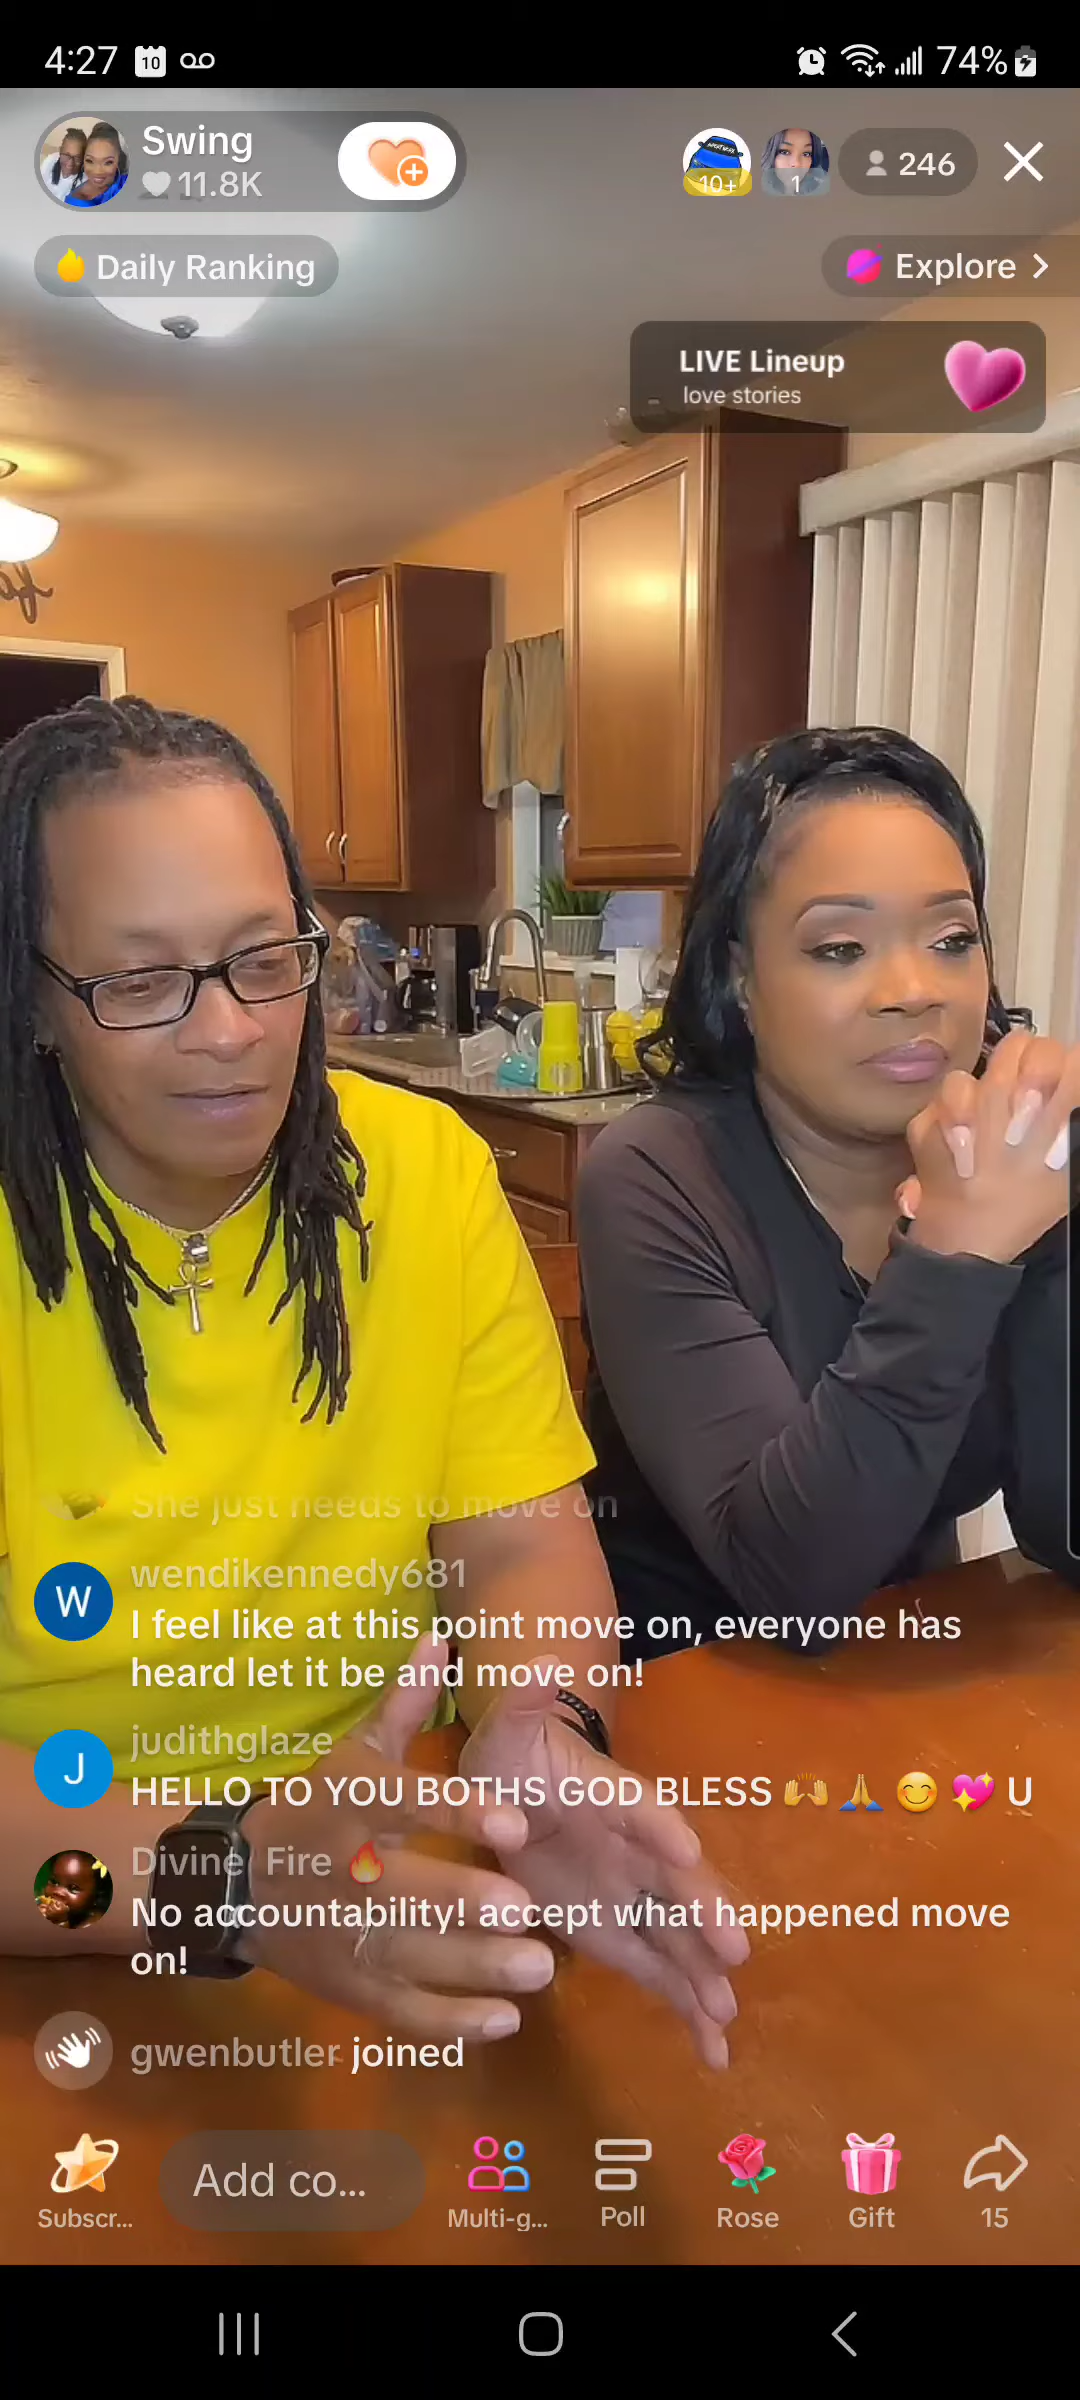 4:27 10 74%
Swing
11.8K
10+ 1 246
Daily Ranking
Explore
LIVE Lineup
love stories
She just needs to move on
wendikennedy681
I feel like at this point move on, everyone has
heard let it be and move on!
judithglaze
J
HELLO TO YOU BOTHS GOD BLESS 🙌 🙏 😊 💖 U
W
Divine Fire 🔥
No accountability! accept what happened move
on!
gwenbutler joined
Add co...
Subscr... Multi-g... Poll Rose Gift 15